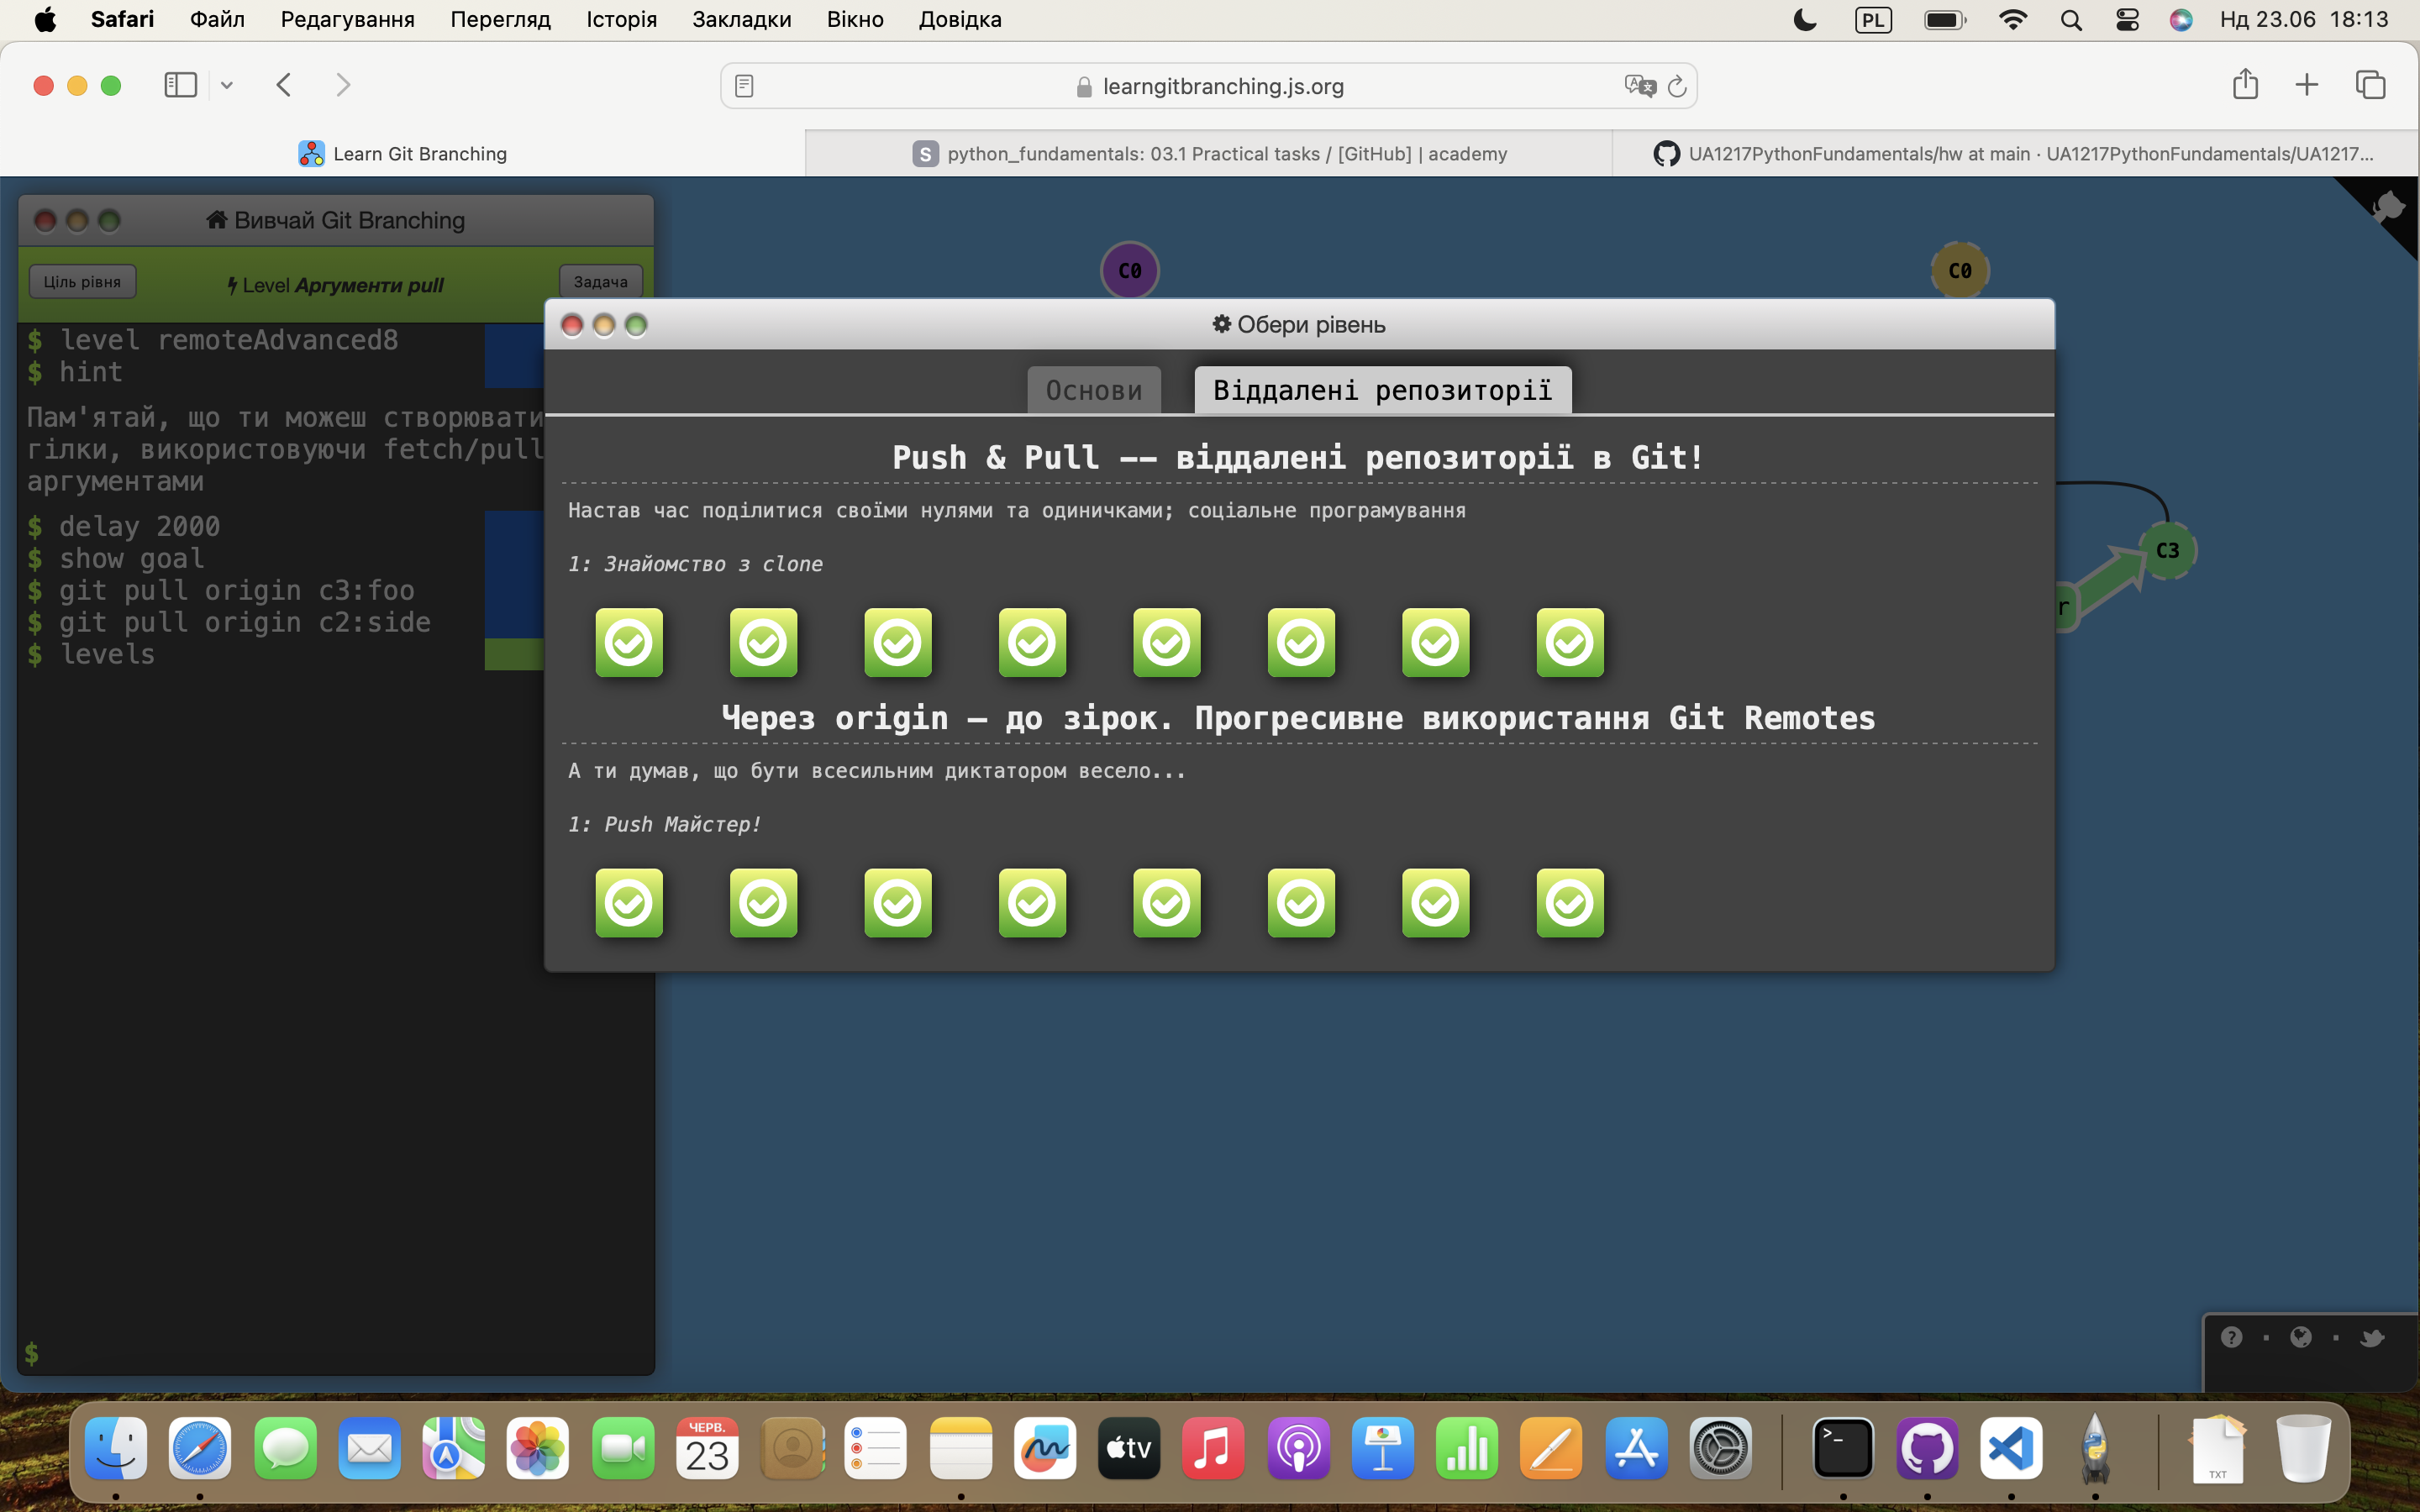 Safari Файл Редагування Перегляд Історія Закладки Вікно Довідка PL Нд 23.06 18:13
learngitbranching.js.org
Learn Git Branching
S python_fundamentals: 03.1 Practical tasks / [GitHub] | academy
UA1217PythonFundamentals/hw at main · UA1217PythonFundamentals/UA1217...
Вивчай Git Branching
Ціль рівня
Level Аргументи pull
Задача
$ level remoteAdvanced8
$ hint
Пам'ятай, що ти можеш створювати
гілки, використовуючи fetch/pull
аргументами
$ delay 2000
$ show goal
$ git pull origin c3:foo
$ git pull origin c2:side
$ levels
$
C0
C0
C3
r
Обери рівень
Основи
Віддалені репозиторії
Push & Pull -- віддалені репозиторії в Git!
Настав час поділитися своїми нулями та одиничками; соціальне програмування
1: Знайомство з clone
Через origin – до зірок. Прогресивне використання Git Remotes
А ти думав, що бути всесильним диктатором весело...
1: Push Майстер!
ЧЕРВ.
23
tv
>_
TXT